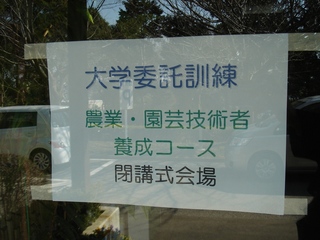 大学委託訓練
農業・園芸技術者
養成コース
閉講式会場